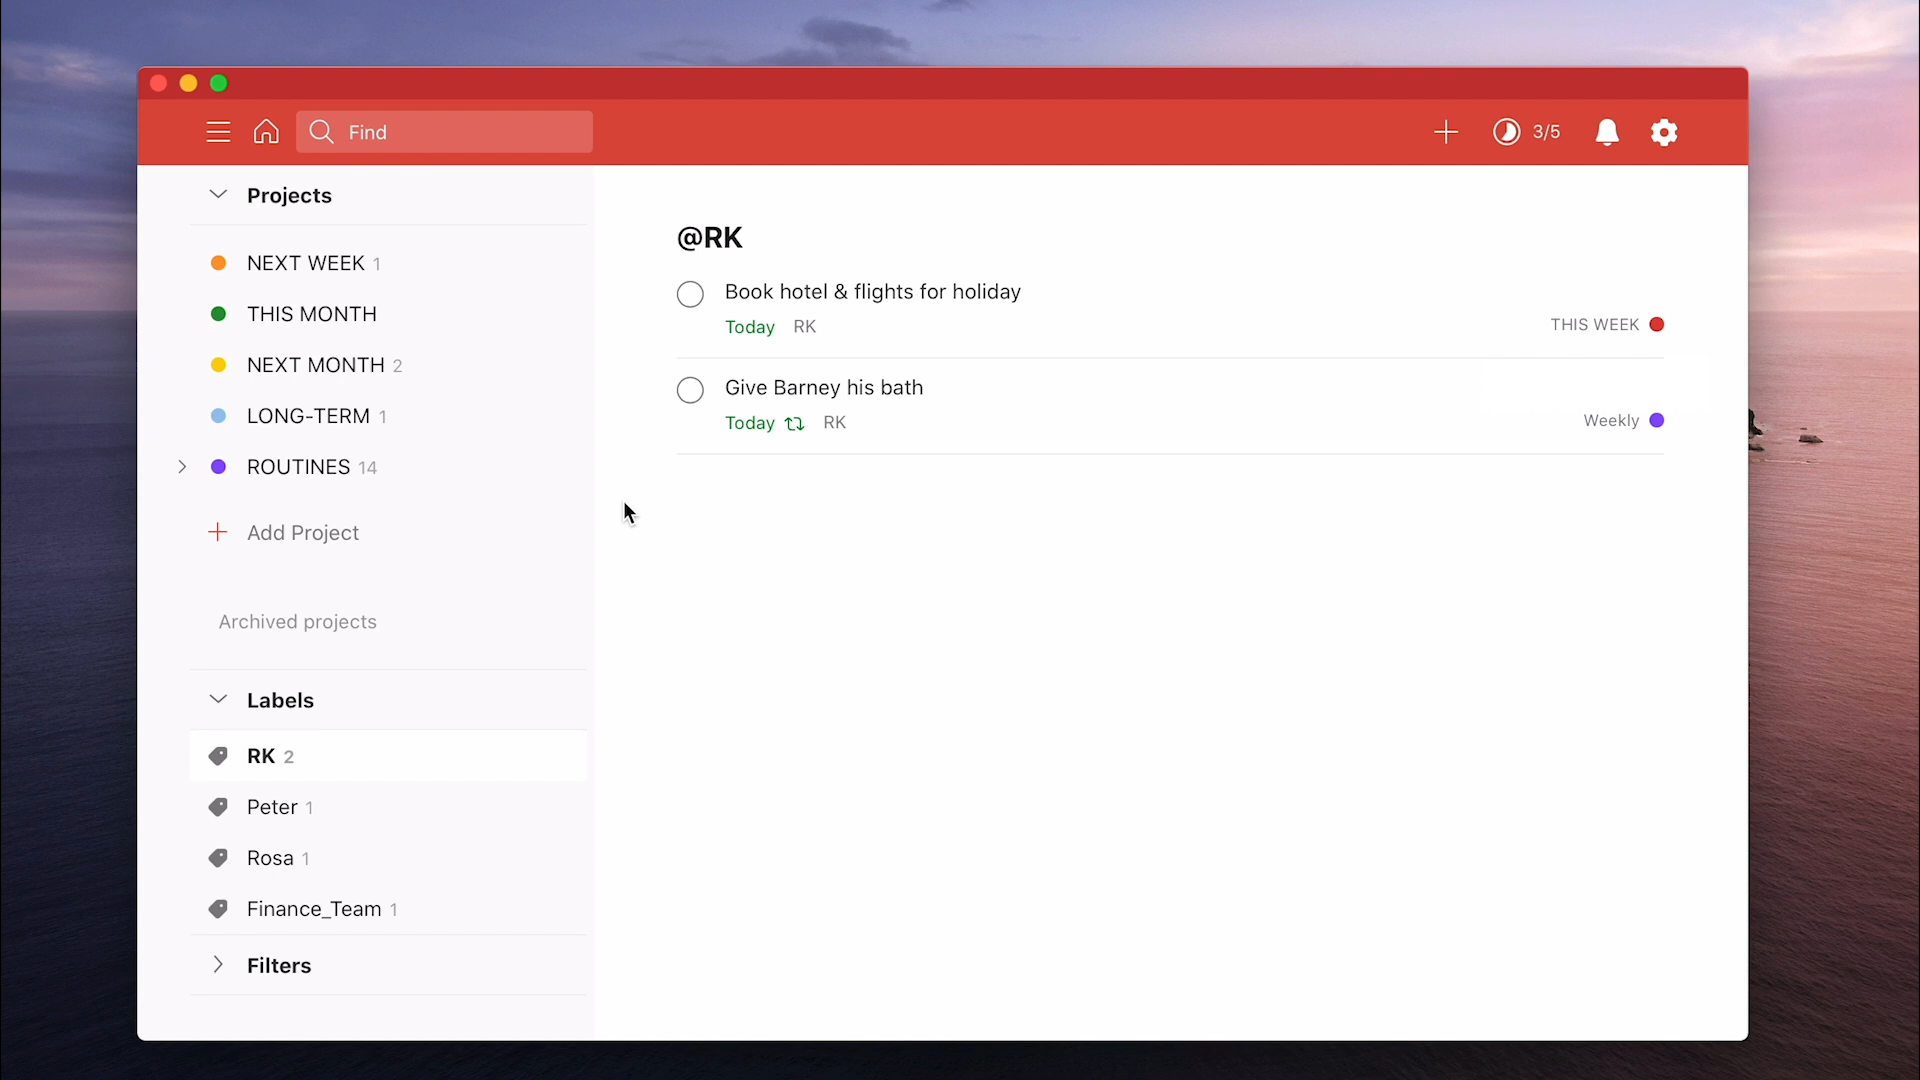 Find
3/5
Projects
NEXT WEEK 1
THIS MONTH
NEXT MONTH 2
LONG-TERM 1
ROUTINES 14
Add Project
Archived projects
Labels
RK 2
Peter 1
Rosa 1
Finance_Team 1
Filters
@RK
Book hotel & flights for holiday
Today RK THIS WEEK
Give Barney his bath
Today RK Weekly